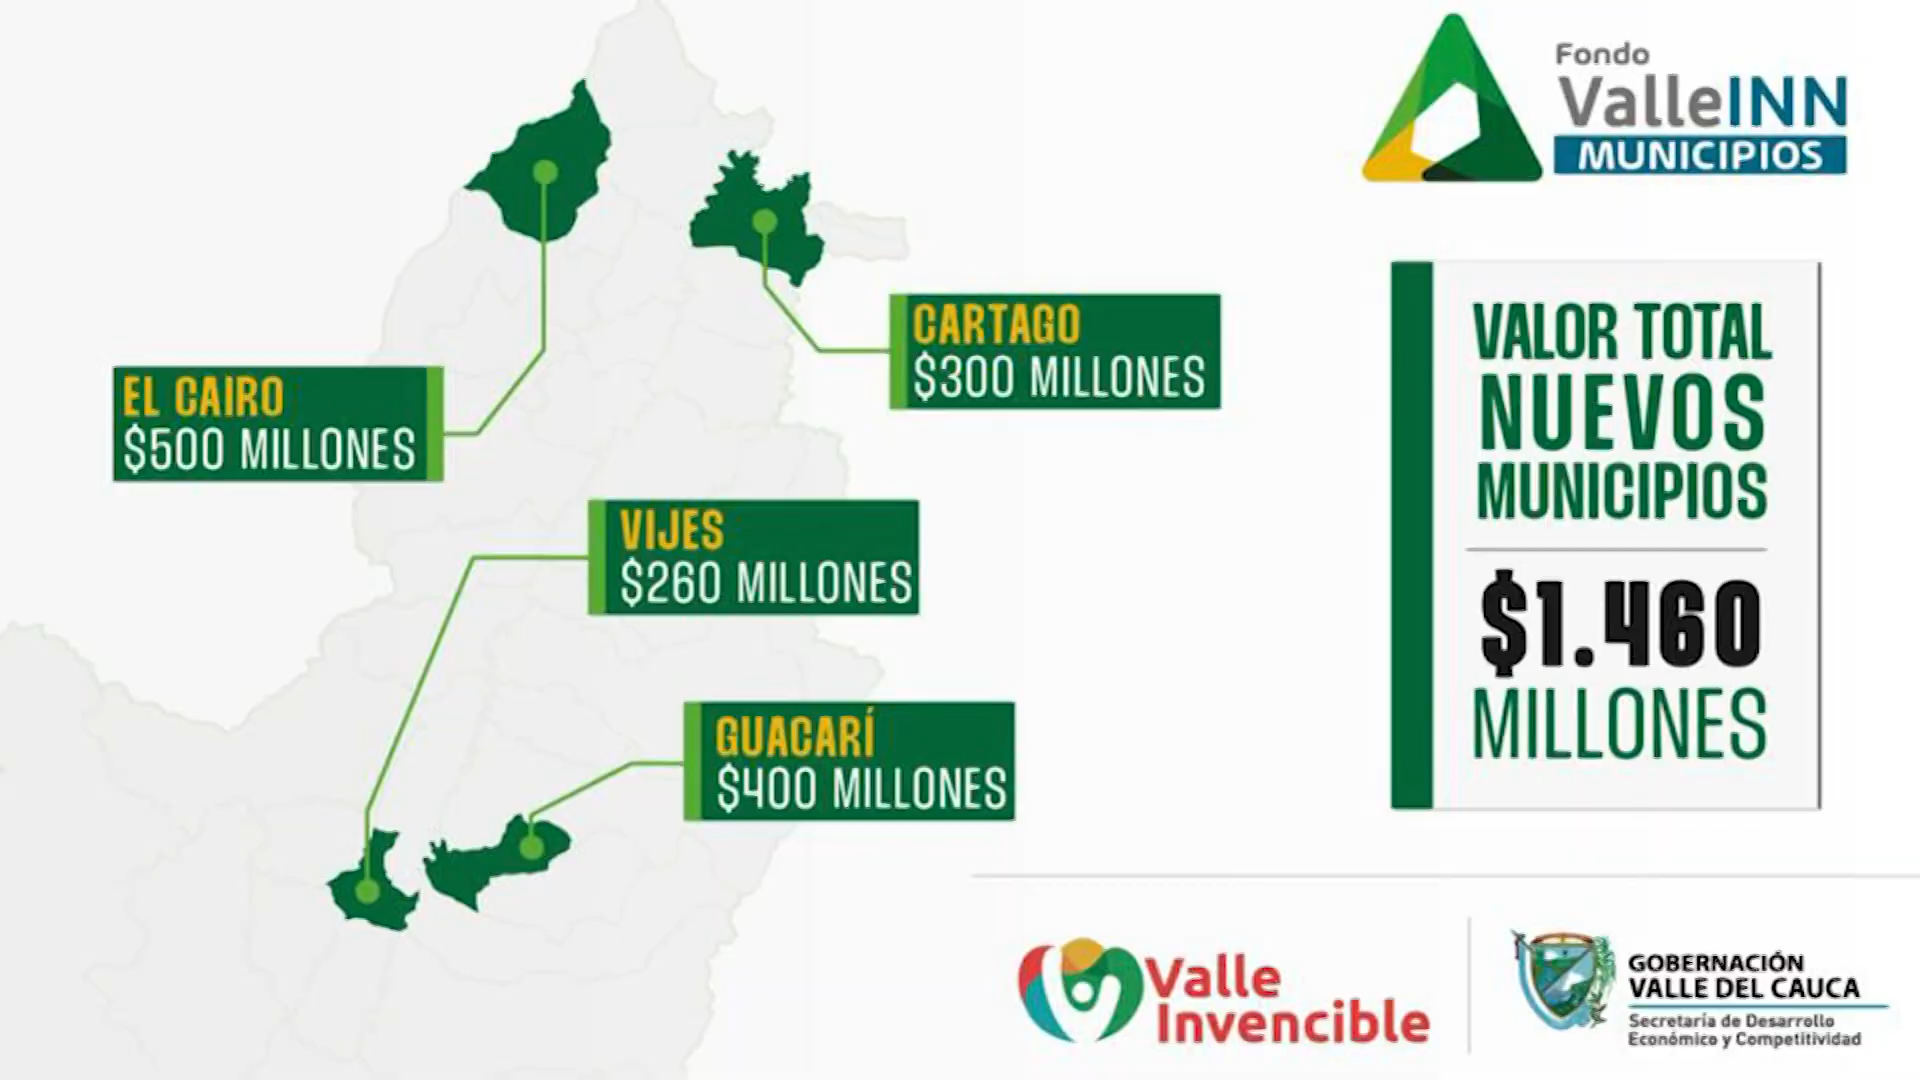 Fondo
ValleINN
MUNICIPIOS
EL CAIRO
$500 MILLONES
CARTAGO
$300 MILLONES
VIJES
$260 MILLONES
GUACARÍ
$400 MILLONES
VALOR TOTAL
NUEVOS
MUNICIPIOS
$1.460
MILLONES
Valle
Invencible
GOBERNACIÓN
VALLE DEL CAUCA
Secretaría de Desarrollo
Económico y Competitividad